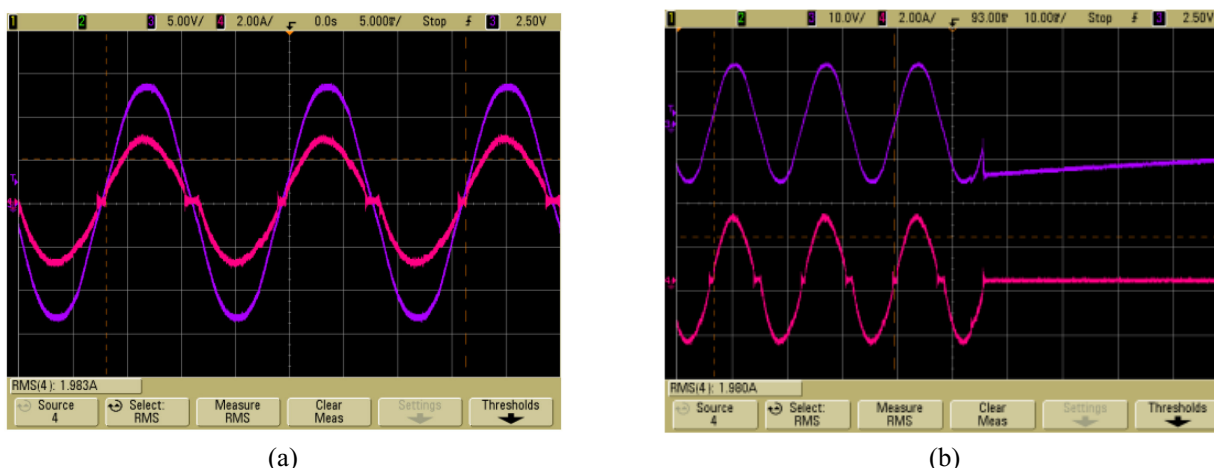 1 2 3 5.00V/ 4 2.00A/ 0.0s 5.000▒/ Stop 3 2.50V
RMS(4): 1.983A
Source
4
Select:
RMS
Measure
RMS
Clear
Meas
Settings
Thresholds
(a)
1 2 3 10.0V/ 4 2.00A/ 93.00▒ 10.00▒/ Stop 3 2.50V
RMS(4): 1.980A
Source
4
Select:
RMS
Measure
RMS
Clear
Meas
Settings
Thresholds
(b)